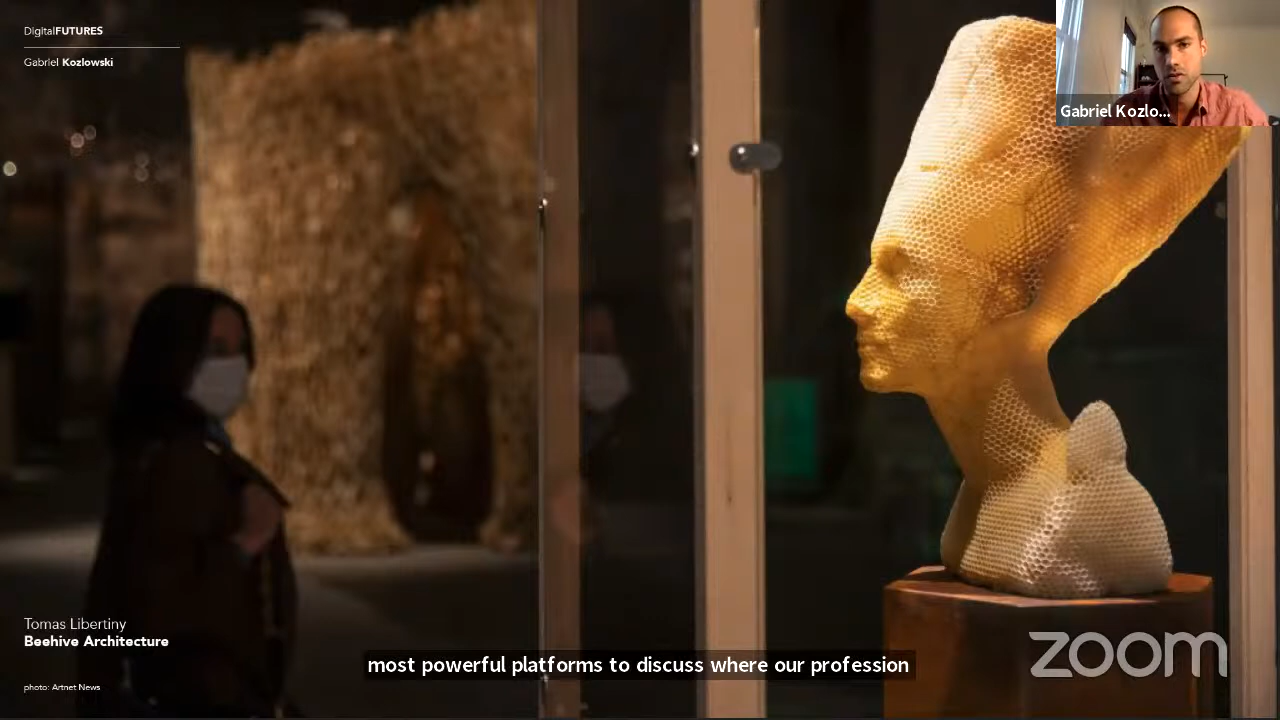 DigitalFUTURES
Gabriel Kozlowski
Gabriel Kozlo...
Tomas Libertiny
Beehive Architecture
photo: Artnet News
most powerful platforms to discuss where our profession
zoom